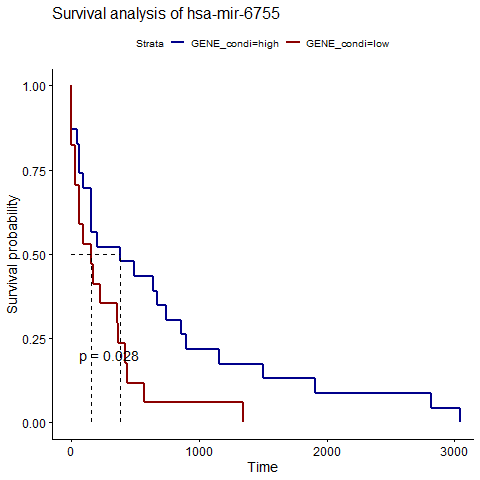 Survival analysis of hsa-mir-6755
Strata GENE_condi=high GENE_condi=low
1.00
0.75
0.50
0.25
0.00
Survival probability
p = 0.028
0 1000 2000 3000
Time